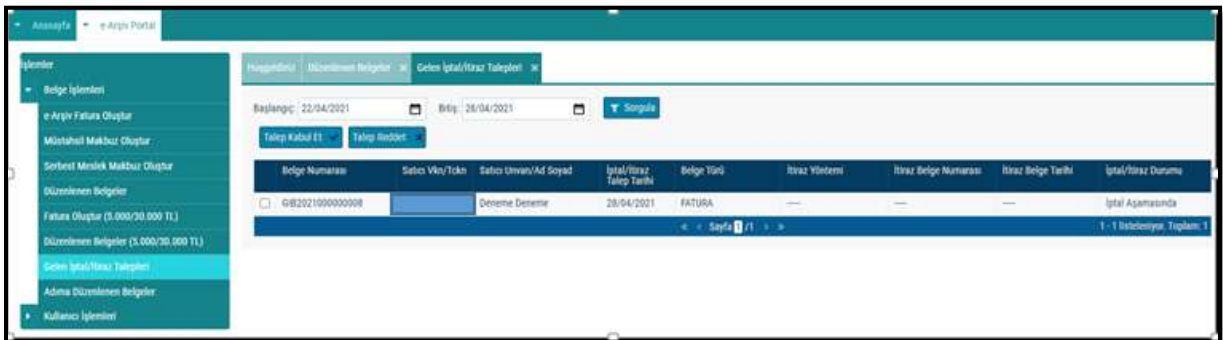 Anasayfa e-Arşiv Portal
İşlemler
Belge İşlemleri
e-Arşiv Fatura Oluştur
Müstahsil Makbuz Oluştur
Serbest Meslek Makbuz Oluştur
Düzenlenen Belgeler
Fatura Oluştur (5.000/30.000 TL)
Düzenlenen Belgeler (5.000/30.000 TL)
Gelen İptal/İtiraz Talepleri
Adıma Düzenlenen Belgeler
Kullanıcı İşlemleri
Hoşgeldiniz Düzenlenen Belgeler × Gelen İptal/İtiraz Talepleri ×
Başlangıç: 22/04/2021 Bitiş: 28/04/2021 Sorgula
Talep Kabul Et Talep Reddet
Belge Numarası Satıcı Vkn/Tckn Satıcı Unvan/Ad Soyad İptal/İtiraz Talep Tarihi Belge Türü İtiraz Yöntemi İtiraz Belge Numarası İtiraz Belge Tarihi İptal/İtiraz Durumu
GIB2021000000008 Deneme Deneme 28/04/2021 FATURA ---- ---- ---- İptal Aşamasında
« ‹ Sayfa 1 /1 › » 1 - 1 listeleniyor, Toplam: 1